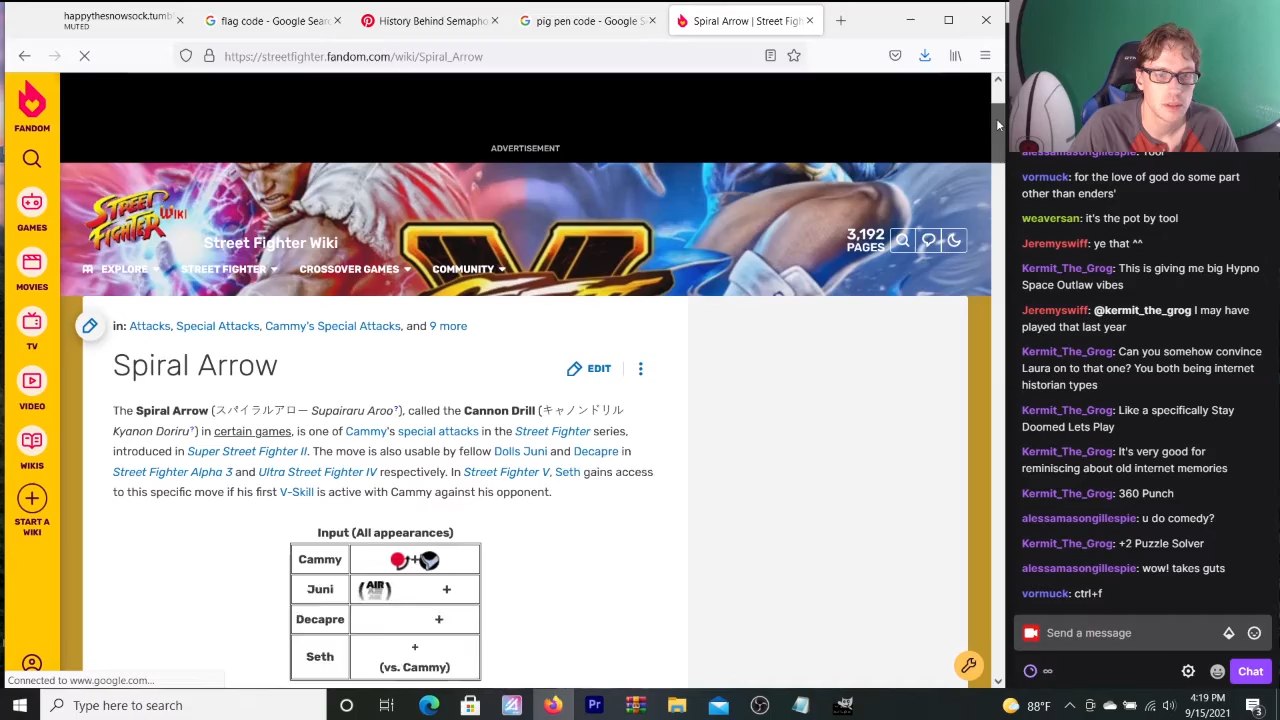 happythesnowsock.tumb
MUTED
flag code - Google Sear
History Behind Semapho
pig pen code - Google S
Spiral Arrow | Street Figh
https://streetfighter.fandom.com/wiki/Spiral_Arrow
FANDOM
GAMES
MOVIES
TV
VIDEO
WIKIS
START A
WIKI
ADVERTISEMENT
STREET FIGHTER WIKI
Street Fighter Wiki
3,192
PAGES
EXPLORE
STREET FIGHTER
CROSSOVER GAMES
COMMUNITY
in: Attacks, Special Attacks, Cammy's Special Attacks, and 9 more
Spiral Arrow
EDIT
The Spiral Arrow (スパイラルアロー Supairaru Aroo?), called the Cannon Drill (キャノンドリル
Kyanon Doriru?) in certain games, is one of Cammy's special attacks in the Street Fighter series,
introduced in Super Street Fighter II. The move is also usable by fellow Dolls Juni and Decapre in
Street Fighter Alpha 3 and Ultra Street Fighter IV respectively. In Street Fighter V, Seth gains access
to this specific move if his first V-Skill is active with Cammy against his opponent.
Input (All appearances)
Cammy +
Juni (AIR) +
Decapre +
Seth + (vs. Cammy)
Connected to www.google.com...
vormuck: for the love of god do some part
other than enders'
weaversan: it's the pot by tool
Jeremyswiff: ye that ^^
Kermit_The_Grog: This is giving me big Hypno
Space Outlaw vibes
Jeremyswiff: @kermit_the_grog I may have
played that last year
Kermit_The_Grog: Can you somehow convince
Laura on to that one? You both being internet
historian types
Kermit_The_Grog: Like a specifically Stay
Doomed Lets Play
Kermit_The_Grog: It's very good for
reminiscing about old internet memories
Kermit_The_Grog: 360 Punch
alessamasongillespie: u do comedy?
Kermit_The_Grog: +2 Puzzle Solver
alessamasongillespie: wow! takes guts
vormuck: ctrl+f
Send a message
∞
Chat
Type here to search
Pr
88°F
4:19 PM
9/15/2021
3